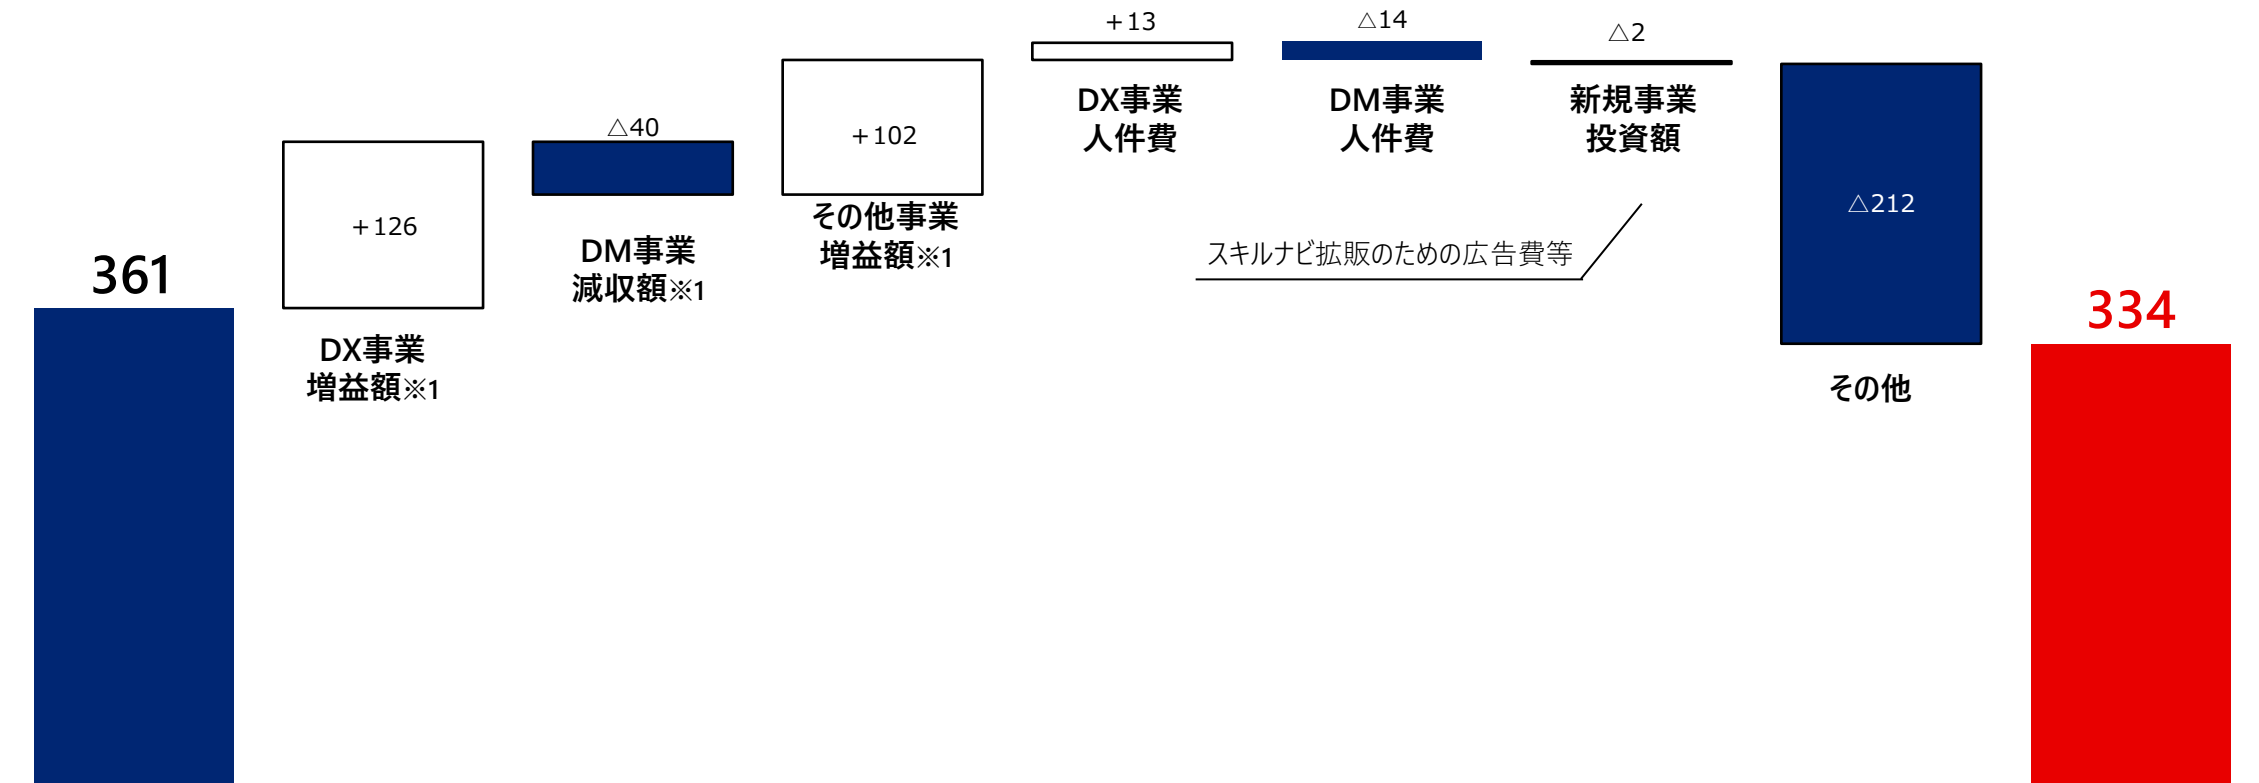 361
+126
DX事業
増益額※1
△40
DM事業
減収額※1
+102
その他事業
増益額※1
+13
DX事業
人件費
△14
DM事業
人件費
△2
新規事業
投資額
スキルナビ拡販のための広告費等
△212
その他
334